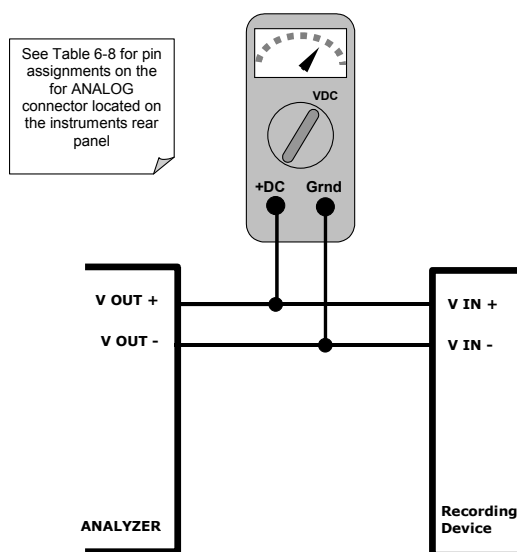 See Table 6-8 for pin
assignments on the
for ANALOG
connector located on
the instruments rear
panel
VDC
+DC Grnd
V OUT +
V OUT -
V IN +
V IN -
ANALYZER
Recording
Device